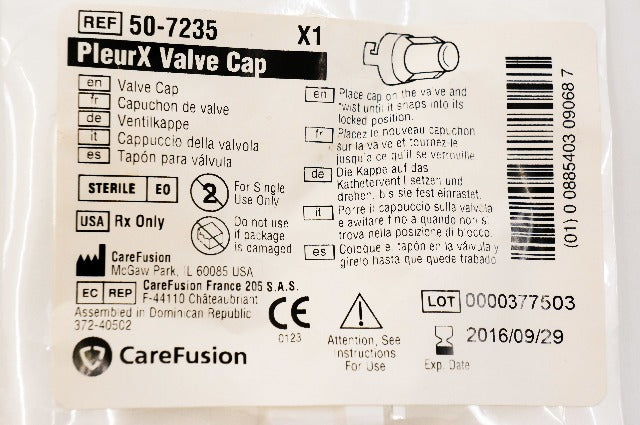 REF 50-7235 X1
PleurX Valve Cap
en Valve Cap
fr Capuchon de valve
de Ventilkappe
it Cappuccio della valvola
es Tapón para válvula
STERILE EO
2 For Single
Use Only
USA Rx Only
Do not use
if package
is damaged
CareFusion
McGaw Park, IL 60085 USA
EC REP CareFusion France 205 S.A.S.
F-44110 Châteaubriant
Assembled in Dominican Republic
372-40502
CareFusion
CE
0123
en Place cap on the valve and
twist until it snaps into its
locked position.
fr Placez le nouveau capuchon
sur la valve et tournez-le
jusqu'à ce qu'il se verrouille.
de Die Kappe auf das
Katheterventil setzen und
drehen, bis sie fest einrastet.
it Porre il cappuccio sulla valvola
e avvitare fino a quando non si
trova nella posizione di blocco.
es Coloque el tapón en la válvula y
gírelo hasta que quede trabado
Attention, See
Instructions
For Use
LOT 0000377503
2016/09/29
Exp. Date
(01) 0 0885403 09068 7